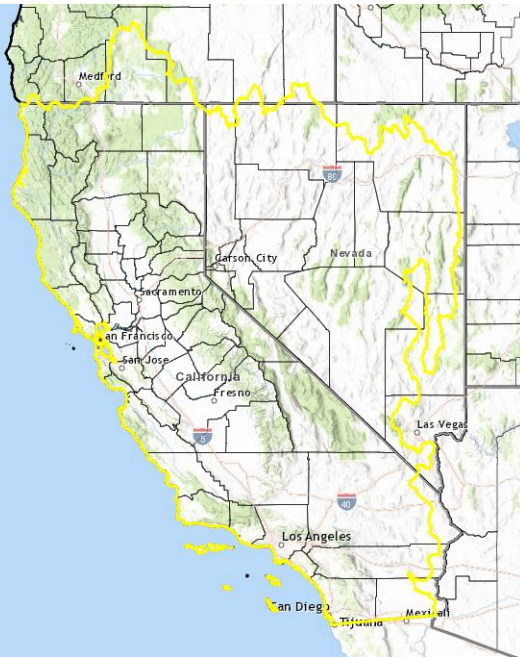 Medford
80
Carson City
Nevada
Sacramento
an Francisco
San Jose
California
Fresno
5
Las Vegas
40
Los Angeles
San Diego
Tijuana
Mexicali